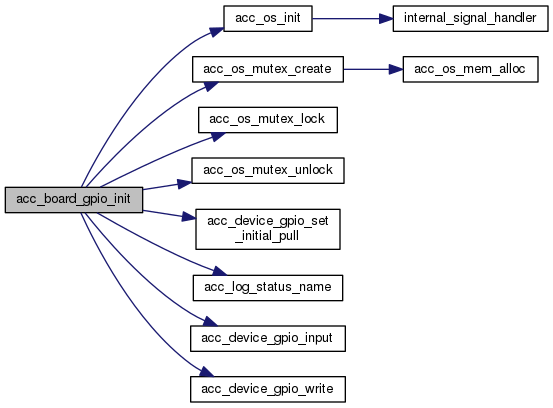 acc_os_init
internal_signal_handler
acc_os_mutex_create
acc_os_mem_alloc
acc_os_mutex_lock
acc_os_mutex_unlock
acc_board_gpio_init
acc_device_gpio_set
_initial_pull
acc_log_status_name
acc_device_gpio_input
acc_device_gpio_write